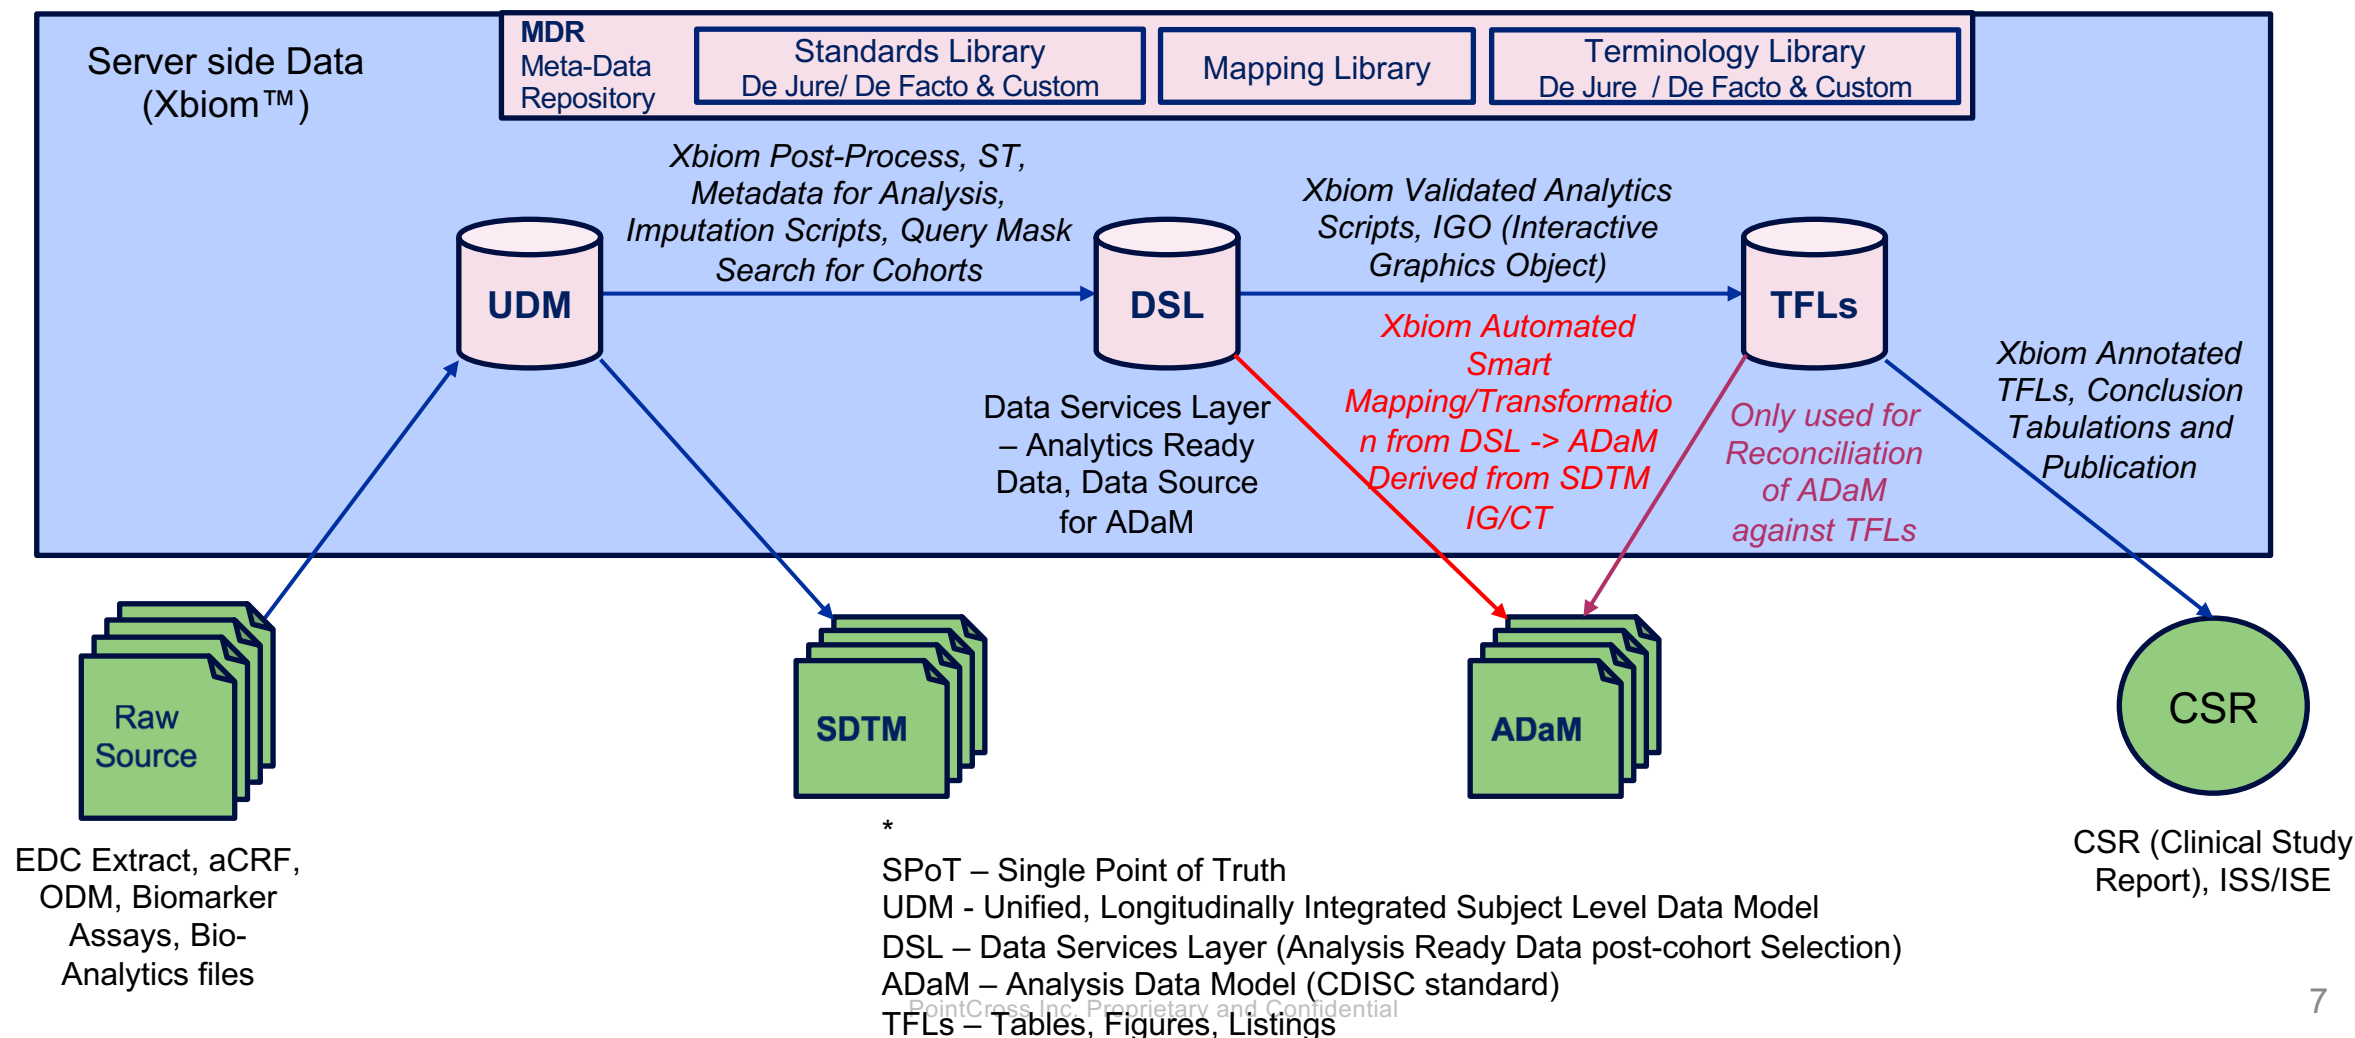 Server side Data
(Xbiom™)
MDR
Meta-Data
Repository
Standards Library
De Jure/ De Facto & Custom
Mapping Library
Terminology Library
De Jure / De Facto & Custom
Xbiom Post-Process, ST,
Metadata for Analysis,
Imputation Scripts, Query Mask
Search for Cohorts
Xbiom Validated Analytics
Scripts, IGO (Interactive
Graphics Object)
UDM
DSL
TFLs
Data Services Layer
– Analytics Ready
Data, Data Source
for ADaM
Xbiom Automated
Smart
Mapping/Transformatio
n from DSL -> ADaM
Derived from SDTM
IG/CT
Only used for
Reconciliation
of ADaM
against TFLs
Xbiom Annotated
TFLs, Conclusion
Tabulations and
Publication
Raw
Source
SDTM
ADaM
CSR
EDC Extract, aCRF,
ODM, Biomarker
Assays, Bio-
Analytics files
*
SPoT – Single Point of Truth
UDM - Unified, Longitudinally Integrated Subject Level Data Model
DSL – Data Services Layer (Analysis Ready Data post-cohort Selection)
ADaM – Analysis Data Model (CDISC standard)
TFLs – Tables, Figures, Listings
CSR (Clinical Study
Report), ISS/ISE
PointCross Inc. Proprietary and Confidential
7